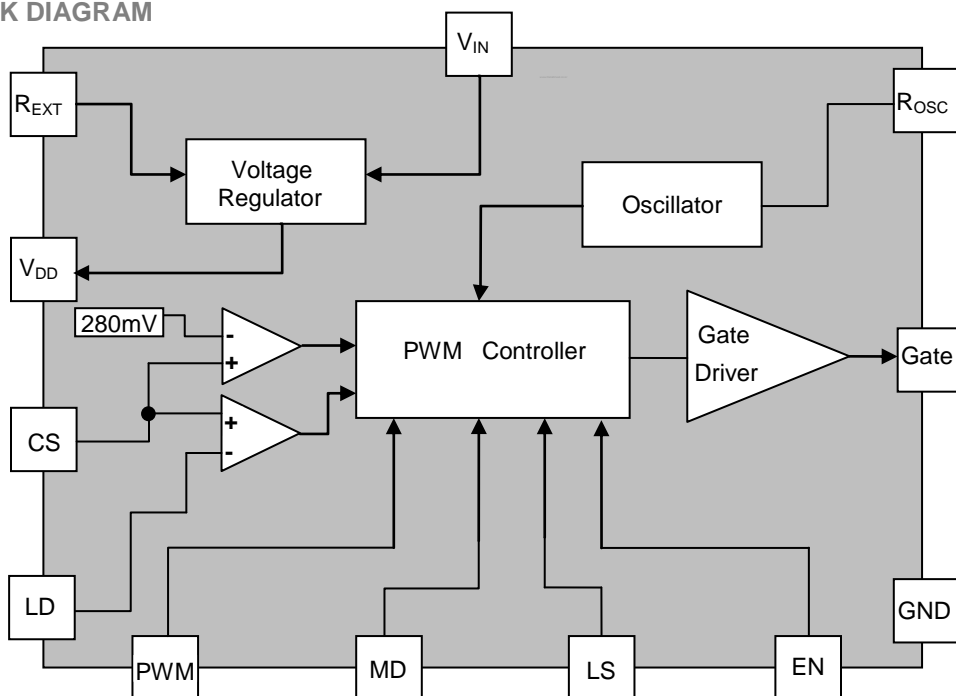 K DIAGRAM
VIN
REXT
ROSC
Voltage
Regulator
Oscillator
VDD
280mV
-
+
PWM Controller
Gate
Driver
Gate
CS
+
-
LD
GND
PWM
MD
LS
EN